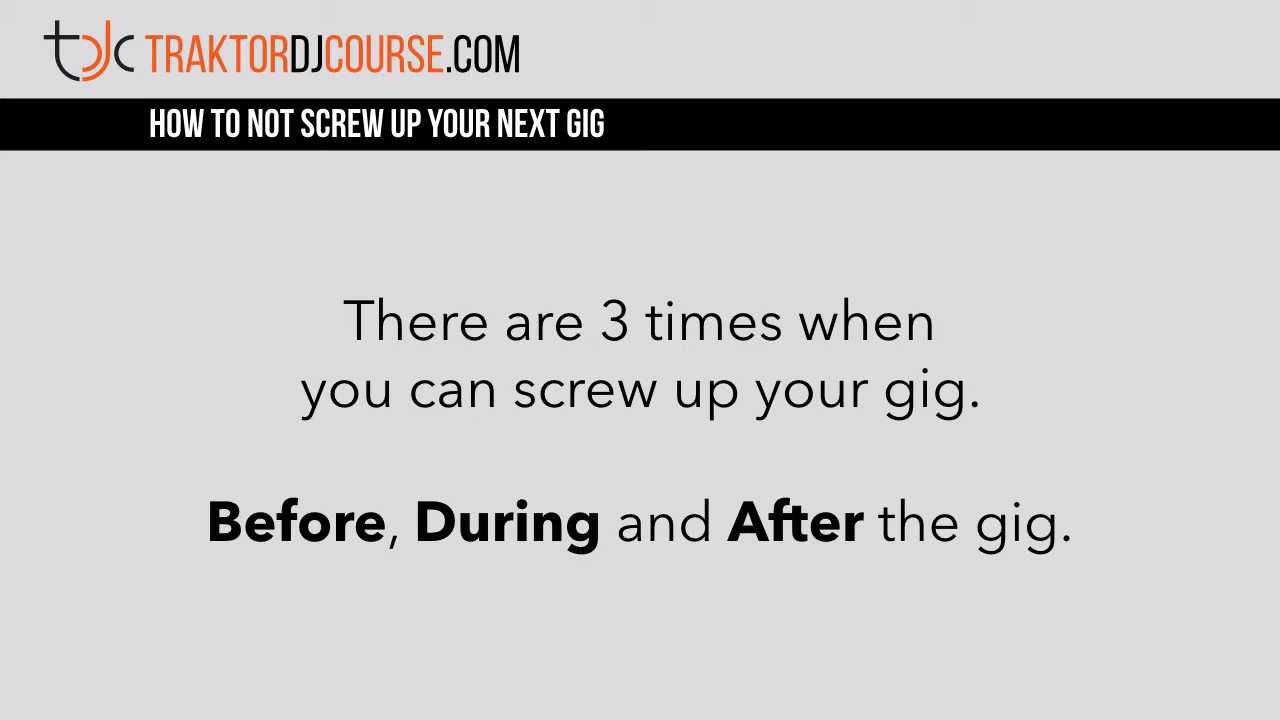 tdjc TRAKTORDJCOURSE.COM
HOW TO NOT SCREW UP YOUR NEXT GIG
There are 3 times when
you can screw up your gig.
Before, During and After the gig.